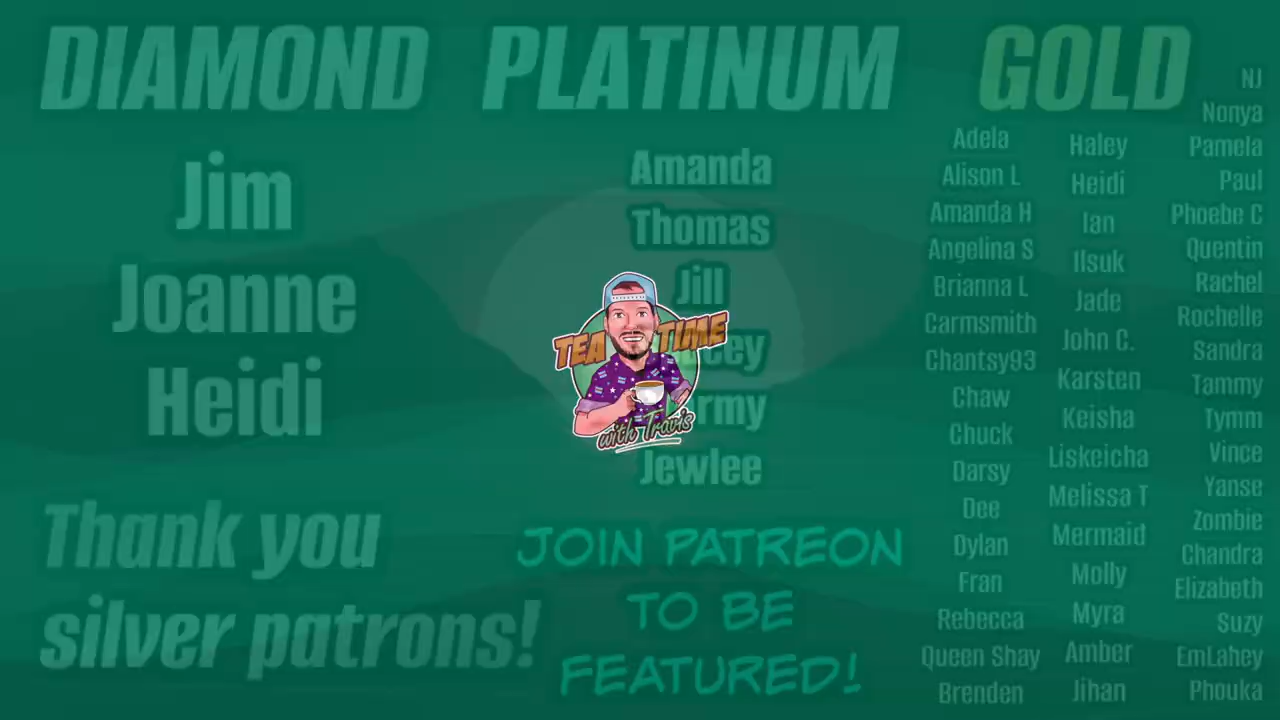 DIAMOND
Jim
Joanne
Heidi
Thank you
silver patrons!
PLATINUM
Amanda
Thomas
Jill
Jewlee
TEA TIME
with Travis
JOIN PATREON
TO BE
FEATURED!
GOLD
Adela
Alison L
Amanda H
Angelina S
Brianna L
Carmsmith
Chantsy93
Chaw
Chuck
Darsy
Dee
Dylan
Fran
Rebecca
Queen Shay
Brenden
Haley
Heidi
Ian
Ilsuk
Jade
John C.
Karsten
Keisha
Liskeicha
Melissa T
Mermaid
Molly
Myra
Amber
Jihan
NJ
Nonya
Pamela
Paul
Phoebe C
Quentin
Rachel
Rochelle
Sandra
Tammy
Tymm
Vince
Yanse
Zombie
Chandra
Elizabeth
Suzy
EmLahey
Phouka